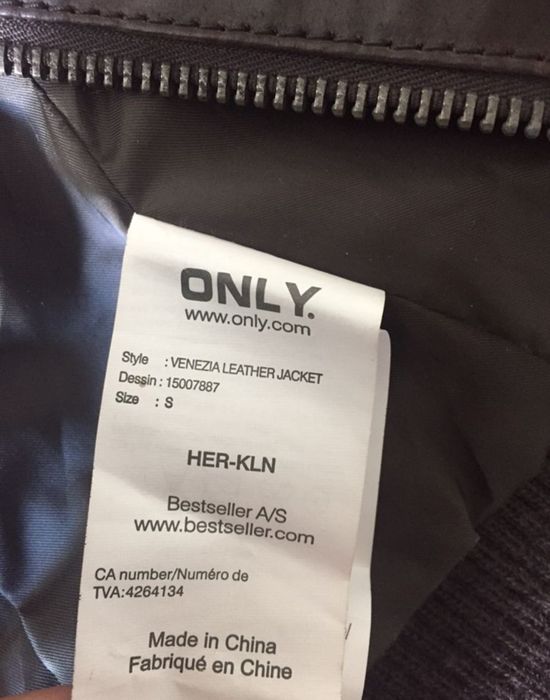 ONLY.
www.only.com
Style : VENEZIA LEATHER JACKET
Dessin : 15007887
Size : S
HER-KLN
Bestseller A/S
www.bestseller.com
CA number/Numéro de
TVA:4264134
Made in China
Fabriqué en Chine